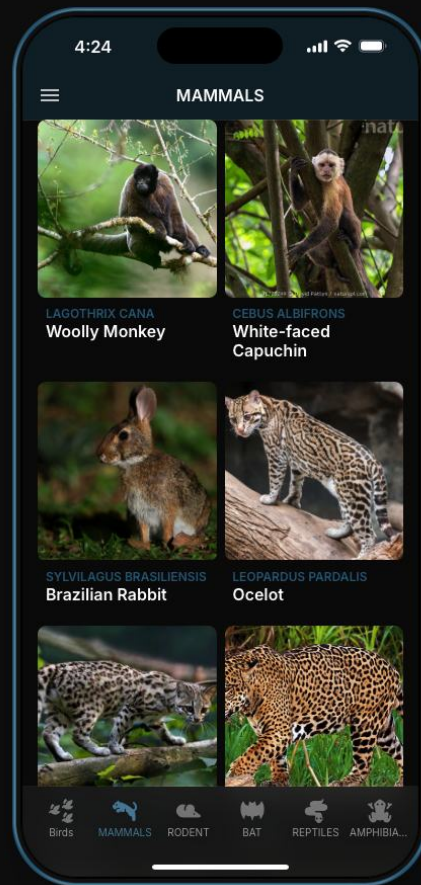 4:24
MAMMALS
natu
LAGOTHRIX CANA
Woolly Monkey
CEBUS ALBIFRONS
White-faced
Capuchin
SYLVILAGUS BRASILIENSIS
Brazilian Rabbit
LEOPARDUS PARDALIS
Ocelot
Birds
MAMMALS
RODENT
BAT
REPTILES
AMPHIBIA...